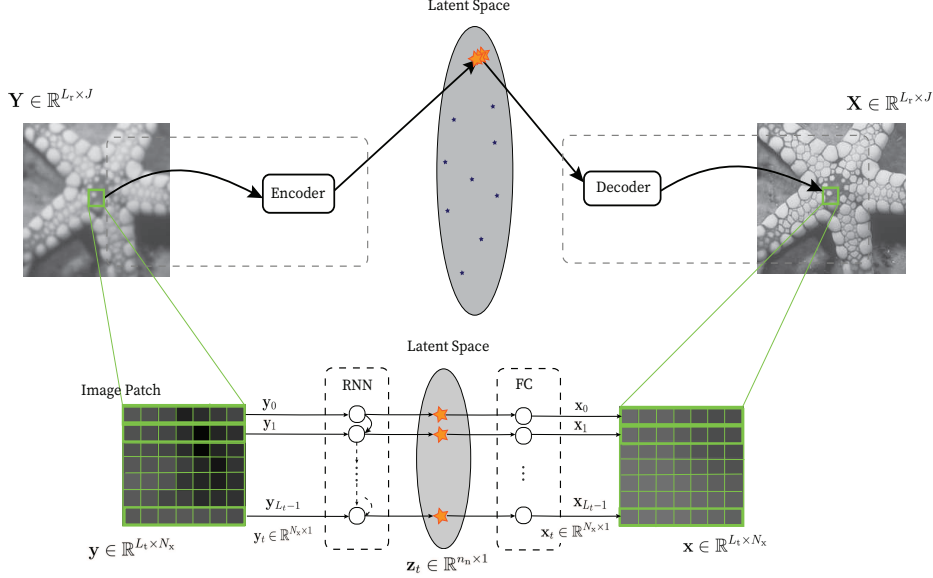 Latent Space
Y ∈ ℝ^{L_r×J}
X ∈ ℝ^{L_r×J}
Encoder
Decoder
Latent Space
Image Patch
RNN
FC
y_0
x_0
y_1
x_1
y_{L_t−1}
x_{L_t−1}
y_t ∈ ℝ^{N_x×1}
x_t ∈ ℝ^{N_x×1}
y ∈ ℝ^{L_t×N_x}
x ∈ ℝ^{L_t×N_x}
z_t ∈ ℝ^{n_n×1}